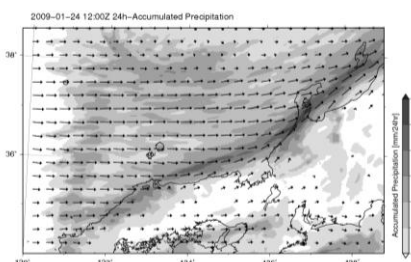 2009-01-24 12:00Z 24h-Accumulated Precipitation
38°
36°
Accumulated Precipitation [mm/24hr]